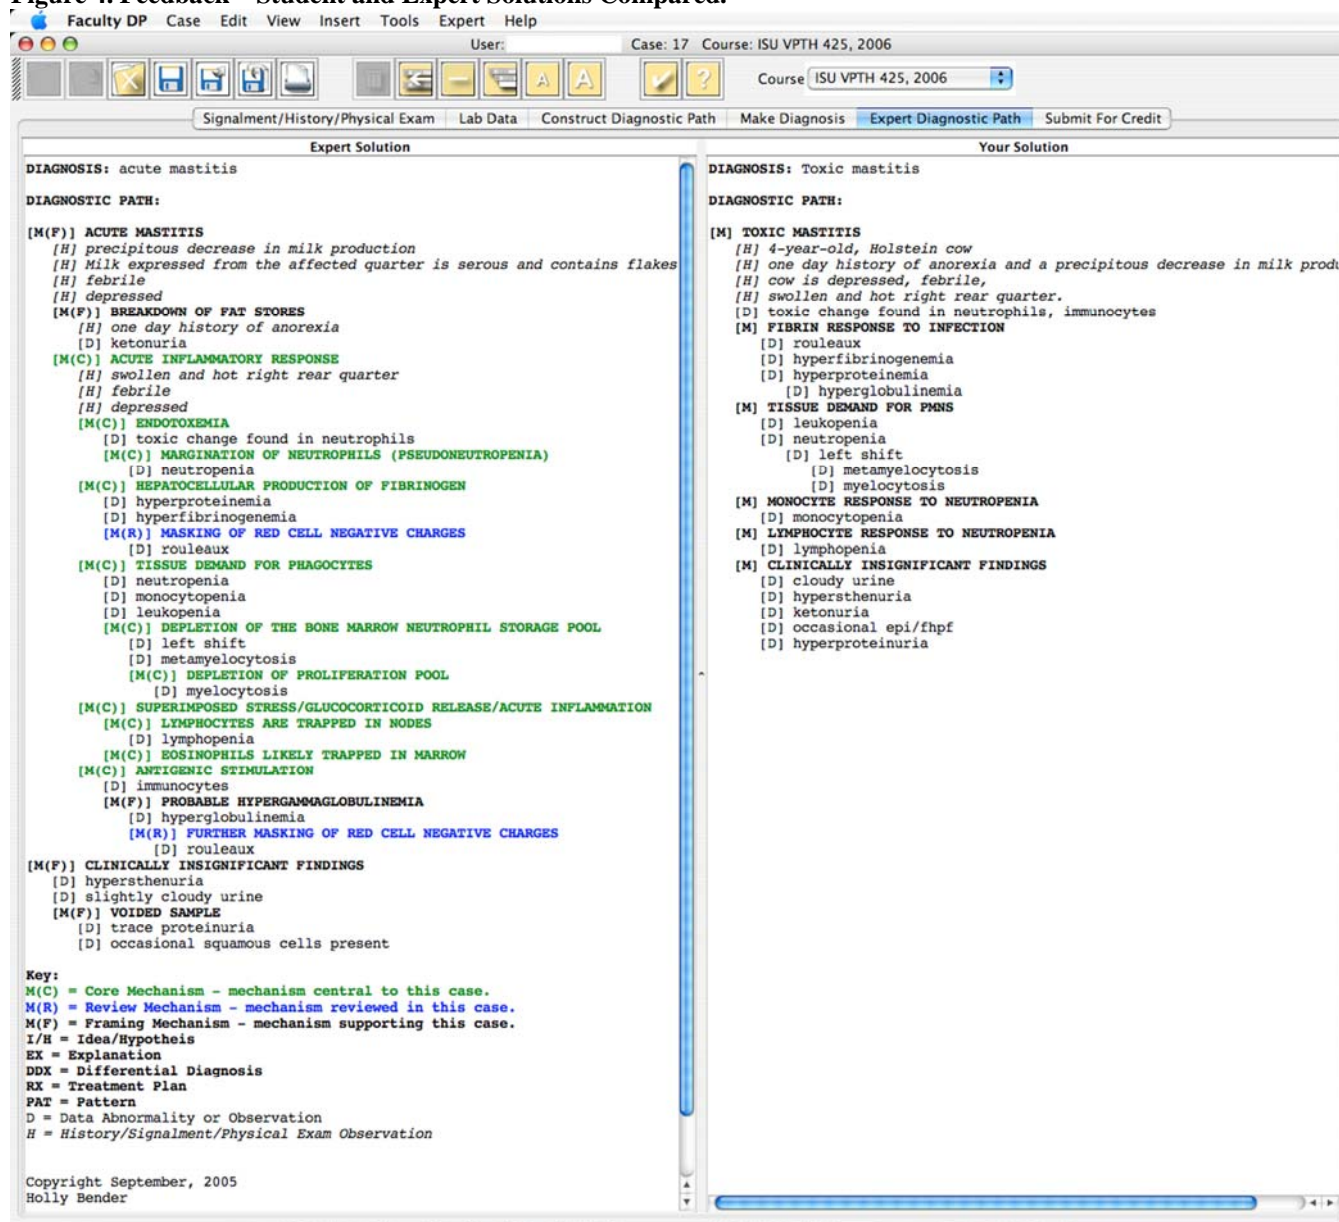 Figure 4. Feedback – Student and Expert Solutions Compared.
Faculty DP Case Edit View Insert Tools Expert Help
User: Case: 17 Course: ISU VPTH 425, 2006
A A ? Course ISU VPTH 425, 2006
Signalment/History/Physical Exam Lab Data Construct Diagnostic Path Make Diagnosis Expert Diagnostic Path Submit For Credit
Expert Solution
DIAGNOSIS: acute mastitis
DIAGNOSTIC PATH:
[M(F)] ACUTE MASTITIS
[H] precipitous decrease in milk production
[H] Milk expressed from the affected quarter is serous and contains flakes
[H] febrile
[H] depressed
[M(F)] BREAKDOWN OF FAT STORES
[H] one day history of anorexia
[D] ketonuria
[M(C)] ACUTE INFLAMMATORY RESPONSE
[H] swollen and hot right rear quarter
[H] febrile
[H] depressed
[M(C)] ENDOTOXEMIA
[D] toxic change found in neutrophils
[M(C)] MARGINATION OF NEUTROPHILS (PSEUDONEUTROPENIA)
[D] neutropenia
[M(C)] HEPATOCELLULAR PRODUCTION OF FIBRINOGEN
[D] hyperproteinemia
[D] hyperfibrinogenemia
[M(R)] MASKING OF RED CELL NEGATIVE CHARGES
[D] rouleaux
[M(C)] TISSUE DEMAND FOR PHAGOCYTES
[D] neutropenia
[D] monocytopenia
[D] leukopenia
[M(C)] DEPLETION OF THE BONE MARROW NEUTROPHIL STORAGE POOL
[D] left shift
[D] metamyelocytosis
[M(C)] DEPLETION OF PROLIFERATION POOL
[D] myelocytosis
[M(C)] SUPERIMPOSED STRESS/GLUCOCORTICOID RELEASE/ACUTE INFLAMMATION
[M(C)] LYMPHOCYTES ARE TRAPPED IN NODES
[D] lymphopenia
[M(C)] EOSINOPHILS LIKELY TRAPPED IN MARROW
[M(C)] ANTIGENIC STIMULATION
[D] immunocytes
[M(F)] PROBABLE HYPERGAMMAGLOBULINEMIA
[D] hyperglobulinemia
[M(R)] FURTHER MASKING OF RED CELL NEGATIVE CHARGES
[D] rouleaux
[M(F)] CLINICALLY INSIGNIFICANT FINDINGS
[D] hypersthenuria
[D] slightly cloudy urine
[M(F)] VOIDED SAMPLE
[D] trace proteinuria
[D] occasional squamous cells present
Key:
M(C) = Core Mechanism - mechanism central to this case.
M(R) = Review Mechanism - mechanism reviewed in this case.
M(F) = Framing Mechanism - mechanism supporting this case.
I/H = Idea/Hypotheis
EX = Explanation
DDX = Differential Diagnosis
RX = Treatment Plan
PAT = Pattern
D = Data Abnormality or Observation
H = History/Signalment/Physical Exam Observation
Copyright September, 2005
Holly Bender
Your Solution
DIAGNOSIS: Toxic mastitis
DIAGNOSTIC PATH:
[M] TOXIC MASTITIS
[H] 4-year-old, Holstein cow
[H] one day history of anorexia and a precipitous decrease in milk produ
[H] cow is depressed, febrile,
[H] swollen and hot right rear quarter.
[D] toxic change found in neutrophils, immunocytes
[M] FIBRIN RESPONSE TO INFECTION
[D] rouleaux
[D] hyperfibrinogenemia
[D] hyperproteinemia
[D] hyperglobulinemia
[M] TISSUE DEMAND FOR PMNS
[D] leukopenia
[D] neutropenia
[D] left shift
[D] metamyelocytosis
[D] myelocytosis
[M] MONOCYTE RESPONSE TO NEUTROPENIA
[D] monocytopenia
[M] LYMPHOCYTE RESPONSE TO NEUTROPENIA
[D] lymphopenia
[M] CLINICALLY INSIGNIFICANT FINDINGS
[D] cloudy urine
[D] hypersthenuria
[D] ketonuria
[D] occasional epi/fhpf
[D] hyperproteinuria